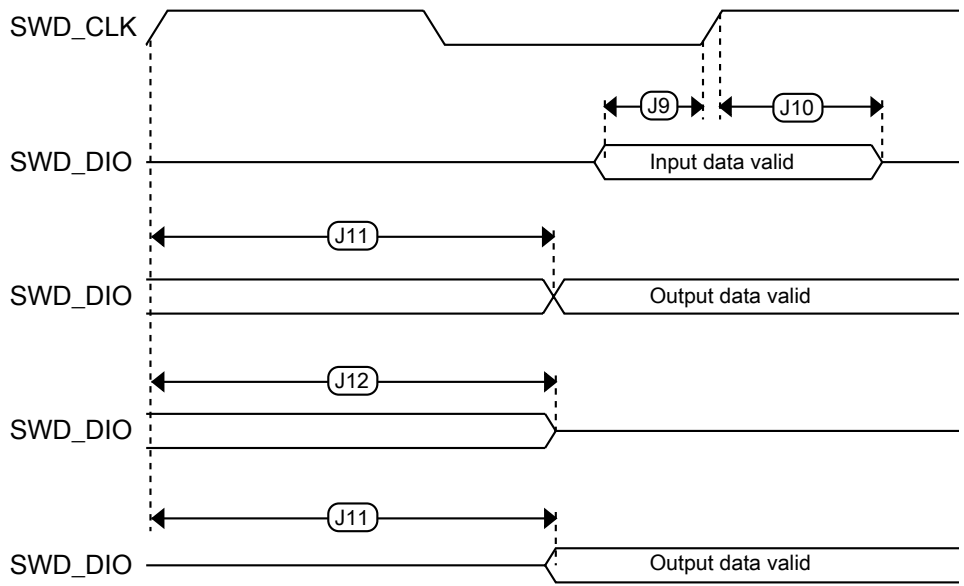 SWD_CLK
J9
J10
SWD_DIO
Input data valid
J11
SWD_DIO
Output data valid
J12
SWD_DIO
J11
SWD_DIO
Output data valid